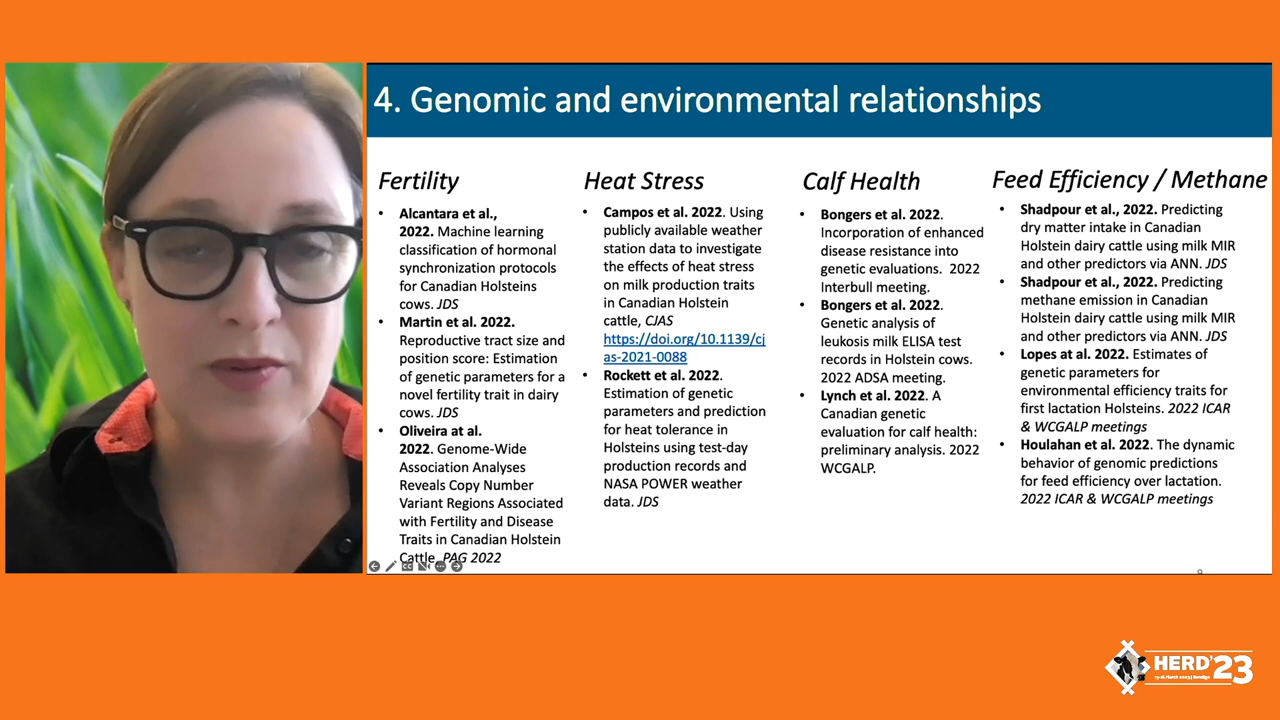 4. Genomic and environmental relationships
Fertility
• Alcantara et al.,
2022. Machine learning
classification of hormonal
synchronization protocols
for Canadian Holsteins
cows. JDS
• Martin et al. 2022.
Reproductive tract size and
position score: Estimation
of genetic parameters for a
novel fertility trait in dairy
cows. JDS
• Oliveira at al.
2022. Genome-Wide
Association Analyses
Reveals Copy Number
Variant Regions Associated
with Fertility and Disease
Traits in Canadian Holstein
Cattle. PAG 2022
Heat Stress
• Campos et al. 2022. Using
publicly available weather
station data to investigate
the effects of heat stress
on milk production traits
in Canadian Holstein
cattle, CJAS
https://doi.org/10.1139/cj
as-2021-0088
• Rockett et al. 2022.
Estimation of genetic
parameters and prediction
for heat tolerance in
Holsteins using test-day
production records and
NASA POWER weather
data. JDS
Calf Health
• Bongers et al. 2022.
Incorporation of enhanced
disease resistance into
genetic evaluations. 2022
Interbull meeting.
• Bongers et al. 2022.
Genetic analysis of
leukosis milk ELISA test
records in Holstein cows.
2022 ADSA meeting.
• Lynch et al. 2022. A
Canadian genetic
evaluation for calf health:
preliminary analysis. 2022
WCGALP.
Feed Efficiency / Methane
• Shadpour et al., 2022. Predicting
dry matter intake in Canadian
Holstein dairy cattle using milk MIR
and other predictors via ANN. JDS
• Shadpour et al., 2022. Predicting
methane emission in Canadian
Holstein dairy cattle using milk MIR
and other predictors via ANN. JDS
• Lopes at al. 2022. Estimates of
genetic parameters for
environmental efficiency traits for
first lactation Holsteins. 2022 ICAR
& WCGALP meetings
• Houlahan et al. 2022. The dynamic
behavior of genomic predictions
for feed efficiency over lactation.
2022 ICAR & WCGALP meetings
9
HERD'23